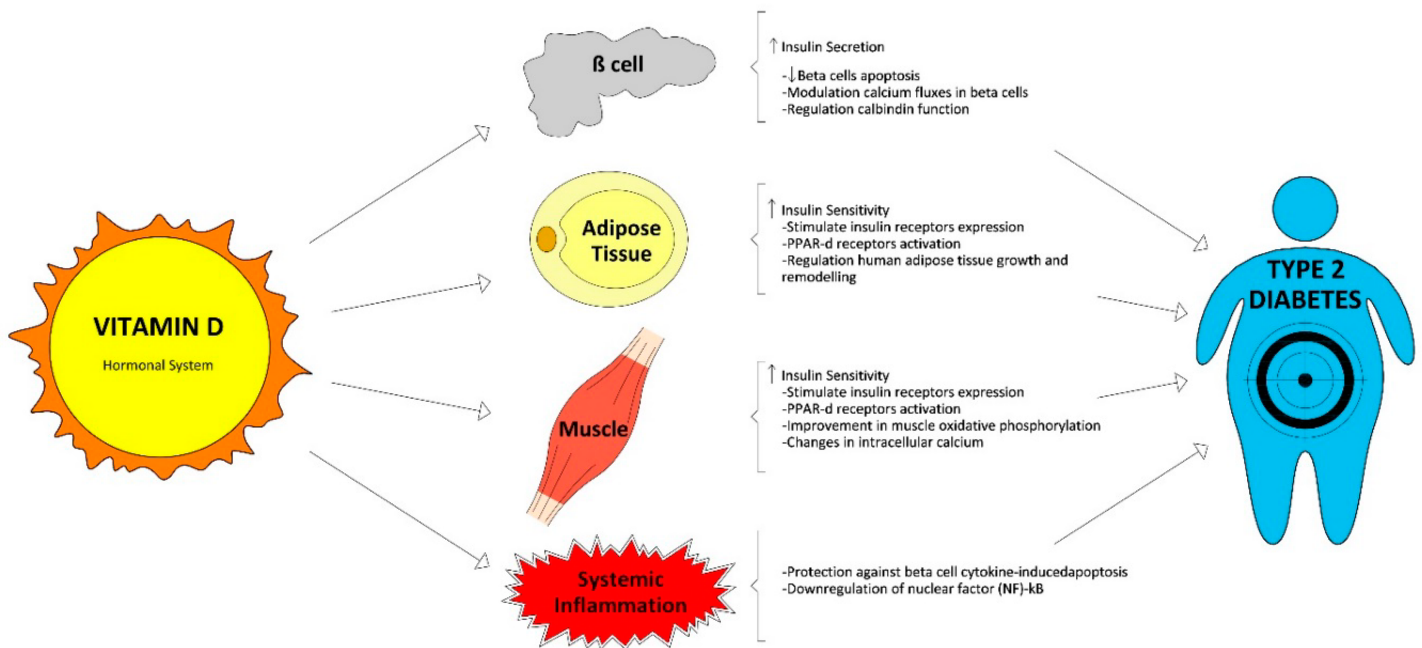 VITAMIN D
Hormonal System
ß cell
↑ Insulin Secretion
-↓Beta cells apoptosis
-Modulation calcium fluxes in beta cells
-Regulation calbindin function
Adipose
Tissue
↑ Insulin Sensitivity
-Stimulate insulin receptors expression
-PPAR-d receptors activation
-Regulation human adipose tissue growth and
remodelling
Muscle
↑ Insulin Sensitivity
-Stimulate insulin receptors expression
-PPAR-d receptors activation
-Improvement in muscle oxidative phosphorylation
-Changes in intracellular calcium
Systemic
Inflammation
-Protection against beta cell cytokine-inducedapoptosis
-Downregulation of nuclear factor (NF)-kB
TYPE 2
DIABETES